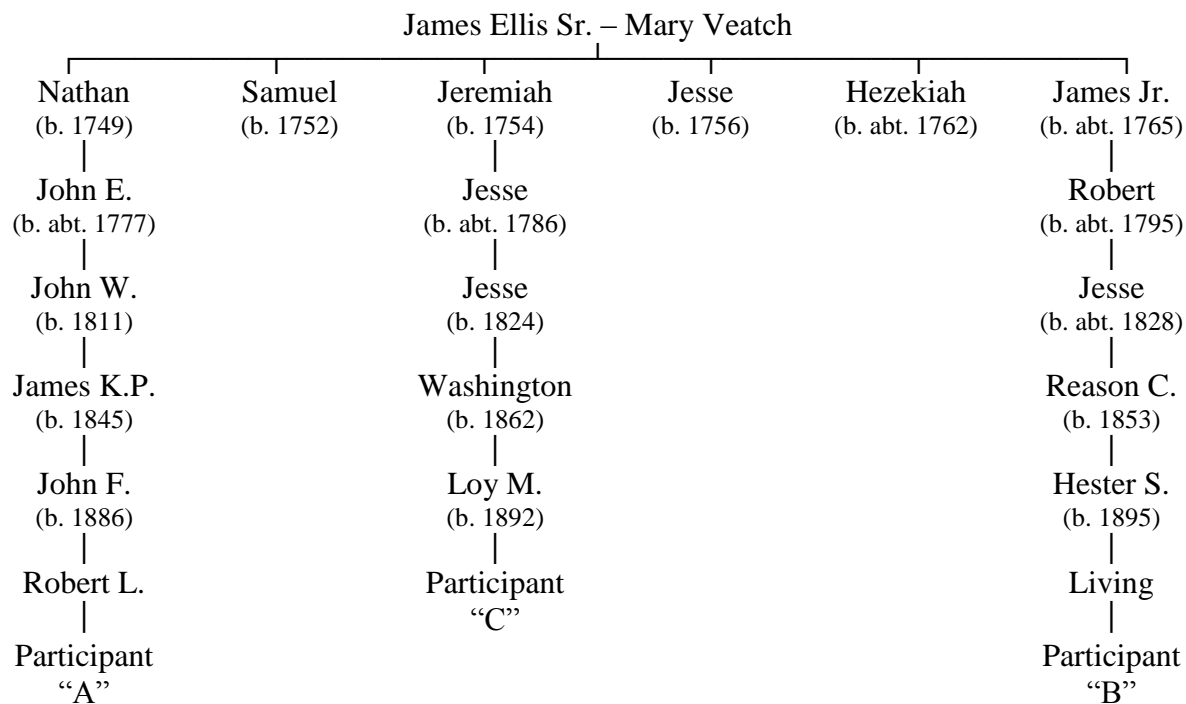 James Ellis Sr. – Mary Veatch
Nathan Samuel Jeremiah Jesse Hezekiah James Jr.
(b. 1749) (b. 1752) (b. 1754) (b. 1756) (b. abt. 1762) (b. abt. 1765)
John E. Jesse Robert
(b. abt. 1777) (b. abt. 1786) (b. abt. 1795)
John W. Jesse Jesse
(b. 1811) (b. 1824) (b. abt. 1828)
James K.P. Washington Reason C.
(b. 1845) (b. 1862) (b. 1853)
John F. Loy M. Hester S.
(b. 1886) (b. 1892) (b. 1895)
Robert L. Participant Living
“C”
Participant Participant
“A” “B”